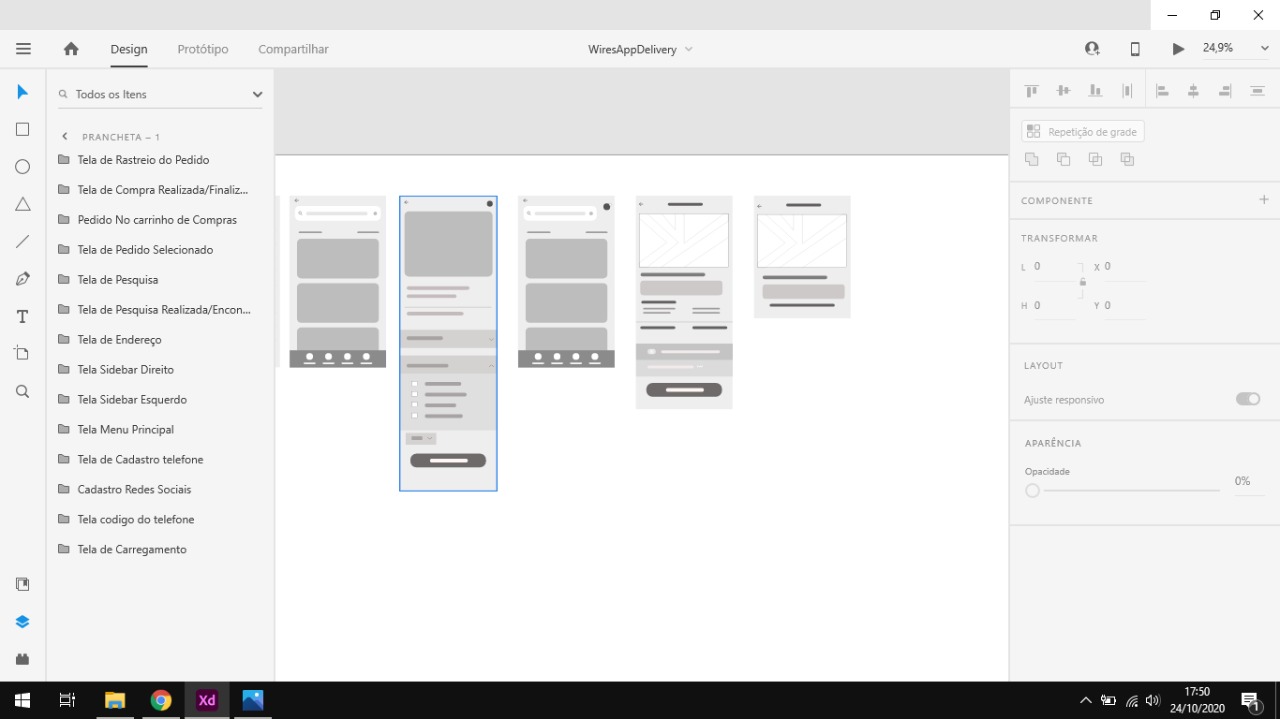 Design
Protótipo
Compartilhar
WiresAppDelivery
24,9%
Todos os Itens
PRANCHETA – 1
Tela de Rastreio do Pedido
Tela de Compra Realizada/Finaliz...
Pedido No carrinho de Compras
Tela de Pedido Selecionado
Tela de Pesquisa
Tela de Pesquisa Realizada/Encon...
Tela de Endereço
Tela Sidebar Direito
Tela Sidebar Esquerdo
Tela Menu Principal
Tela de Cadastro telefone
Cadastro Redes Sociais
Tela codigo do telefone
Tela de Carregamento
Repetição de grade
COMPONENTE
TRANSFORMAR
L 0 X 0
H 0 Y 0
LAYOUT
Ajuste responsivo
APARÊNCIA
Opacidade
0%
Xd
17:50
24/10/2020
1